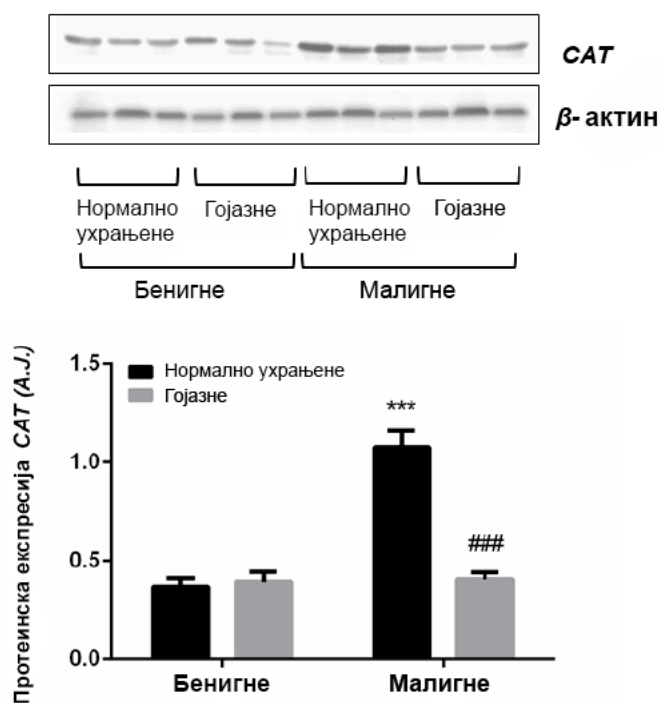 CAT
β- актин
Нормално
ухрањене
Гојазне
Нормално
ухрањене
Гојазне
Бенигне
Малигне
Протеинска експресија CAT (A.J.)
1.5
1.0
0.5
0.0
Нормално ухрањене
Гојазне
***
###
Бенигне
Малигне